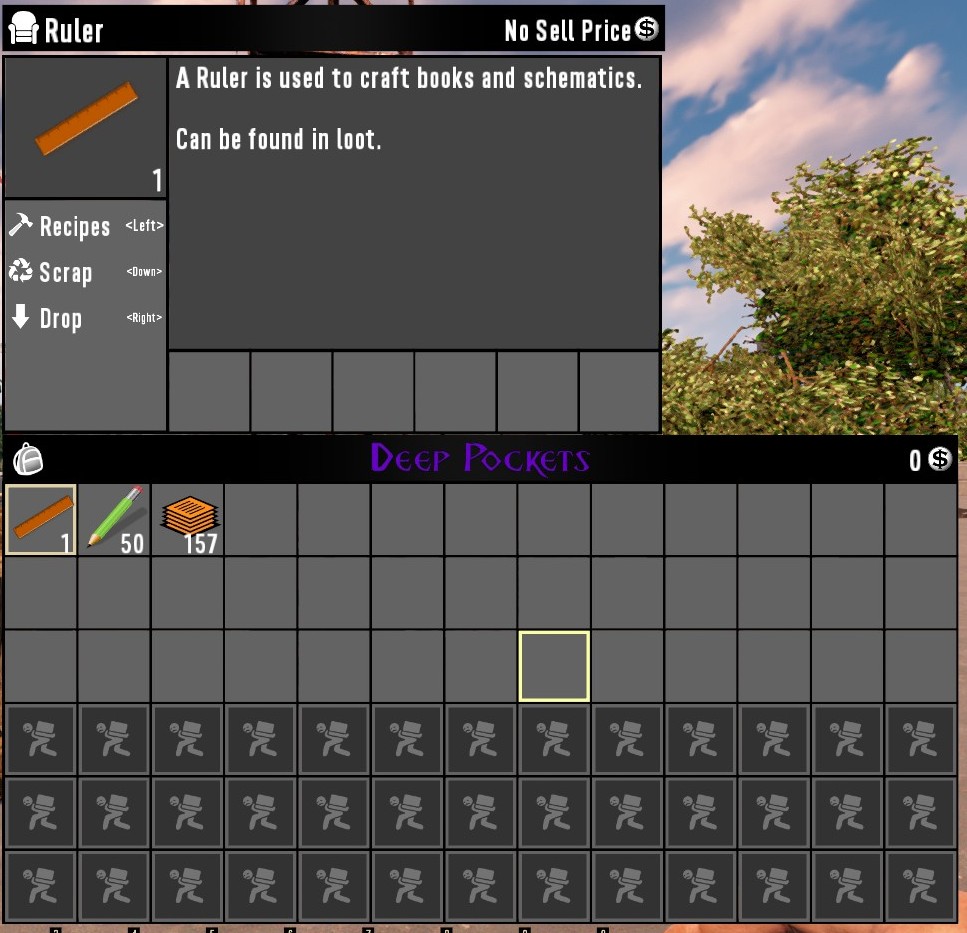 Ruler
No Sell Price
A Ruler is used to craft books and schematics.
Can be found in loot.
1
Recipes <Left>
Scrap <Down>
Drop <Right>
Deep Pockets
0
1
50
157